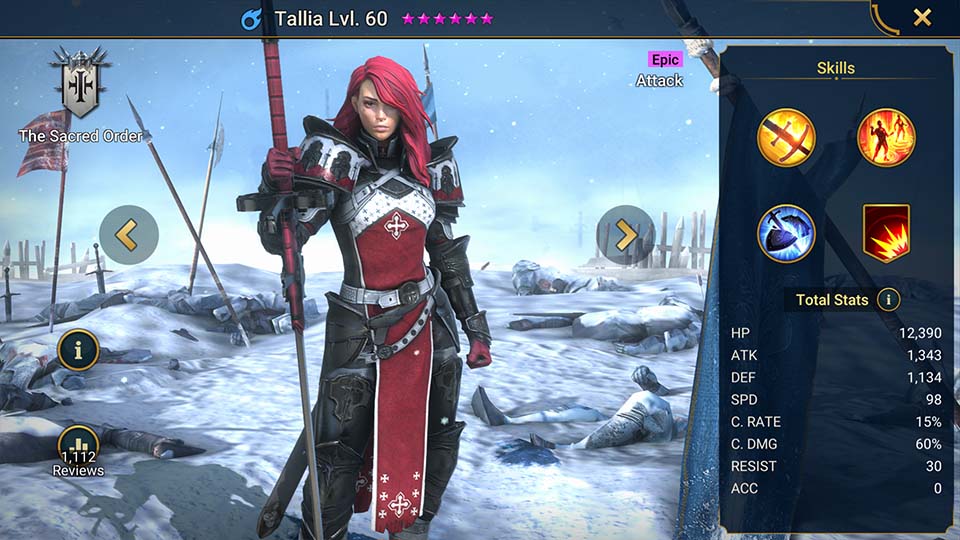 Tallia Lvl. 60
The Sacred Order
Epic
Attack
Skills
Total Stats i
HP 12,390
ATK 1,343
DEF 1,134
SPD 98
C. RATE 15%
C. DMG 60%
RESIST 30
ACC 0
i
1,112
Reviews